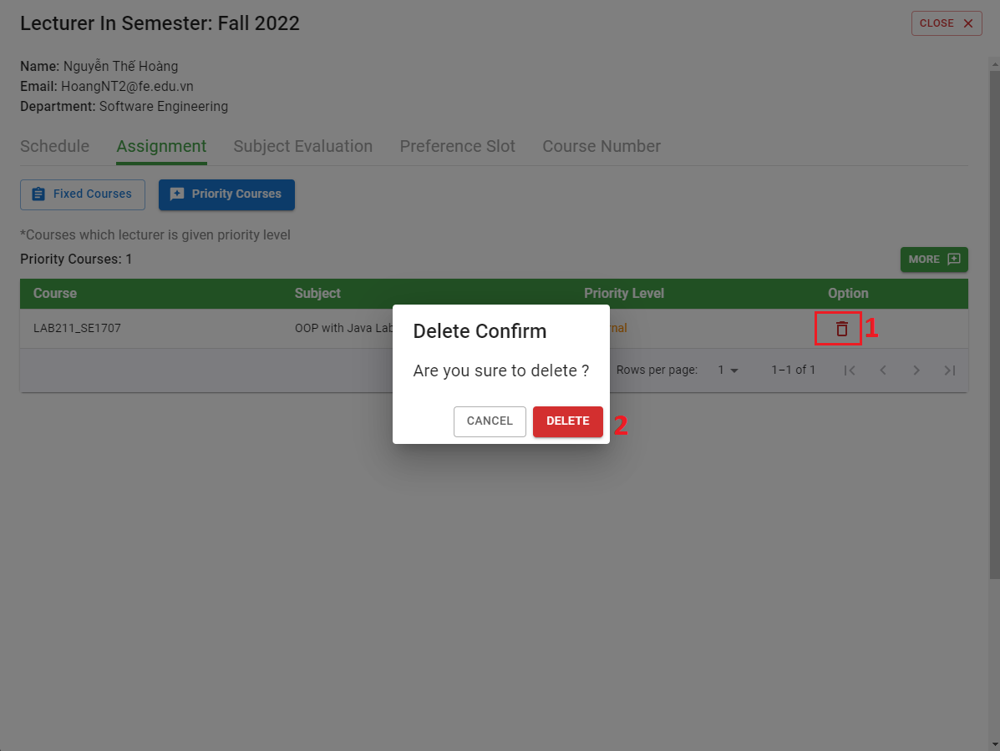 Lecturer In Semester: Fall 2022
CLOSE
Name: Nguyễn Thế Hoàng
Email: HoangNT2@fe.edu.vn
Department: Software Engineering
Schedule Assignment Subject Evaluation Preference Slot Course Number
Fixed Courses Priority Courses
*Courses which lecturer is given priority level
Priority Courses: 1
MORE
Course Subject Priority Level Option
LAB211_SE1707 OOP with Java Lab
1
Delete Confirm
Are you sure to delete ?
Rows per page: 1 1–1 of 1
CANCEL DELETE
2